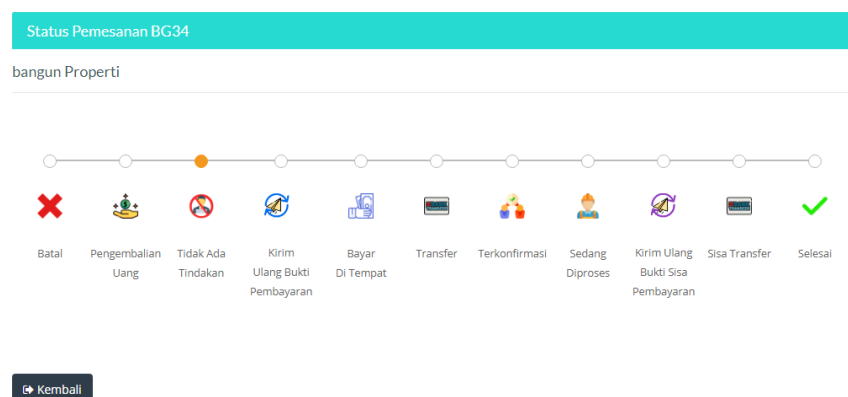 Status Pemesanan BG34
bangun Properti
Batal
Pengembalian
Uang
Tidak Ada
Tindakan
Kirim
Ulang Bukti
Pembayaran
Bayar
Di Tempat
Transfer
Terkonfirmasi
Sedang
Diproses
Kirim Ulang
Bukti Sisa
Pembayaran
Sisa Transfer
Selesai
Kembali